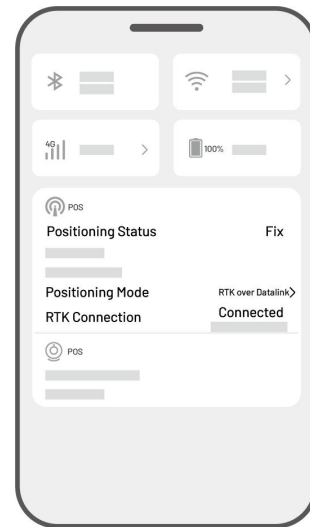 4G
100%
POS
Positioning Status Fix
Positioning Mode RTK over Datalink
RTK Connection Connected
POS